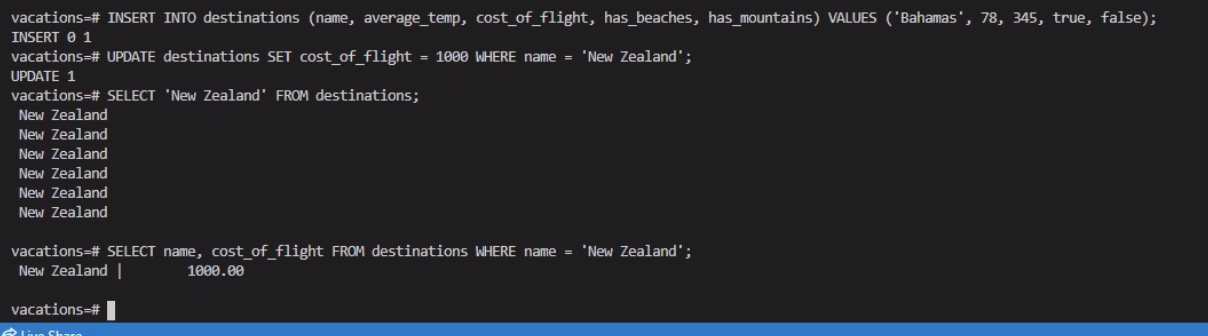 vacations=# INSERT INTO destinations (name, average_temp, cost_of_flight, has_beaches, has_mountains) VALUES ('Bahamas', 78, 345, true, false);
INSERT 0 1
vacations=# UPDATE destinations SET cost_of_flight = 1000 WHERE name = 'New Zealand';
UPDATE 1
vacations=# SELECT 'New Zealand' FROM destinations;
New Zealand
New Zealand
New Zealand
New Zealand
New Zealand
New Zealand
vacations=# SELECT name, cost_of_flight FROM destinations WHERE name = 'New Zealand';
New Zealand |        1000.00
vacations=#
Live Share